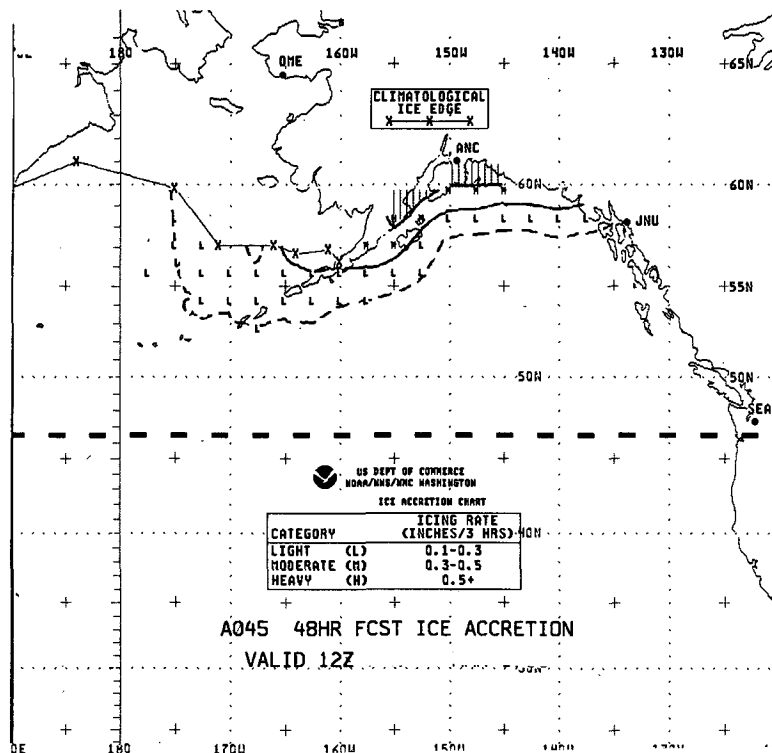 180 160W 150W 140W 130W 65N
OME
CLIMATOLOGICAL
ICE EDGE
X X X
ANC
60N 60N
JNU
55N
50N 50N
SEA
US DEPT OF COMMERCE
NOAA/NWS/NMC WASHINGTON
ICE ACCRETION CHART
CATEGORY ICING RATE
(INCHES/3 HRS)
LIGHT (L) 0.1-0.3
MODERATE (M) 0.3-0.5
HEAVY (H) 0.5+
40N
A045 48HR FCST ICE ACCRETION
VALID 12Z
180 170W 160W 150W 140W